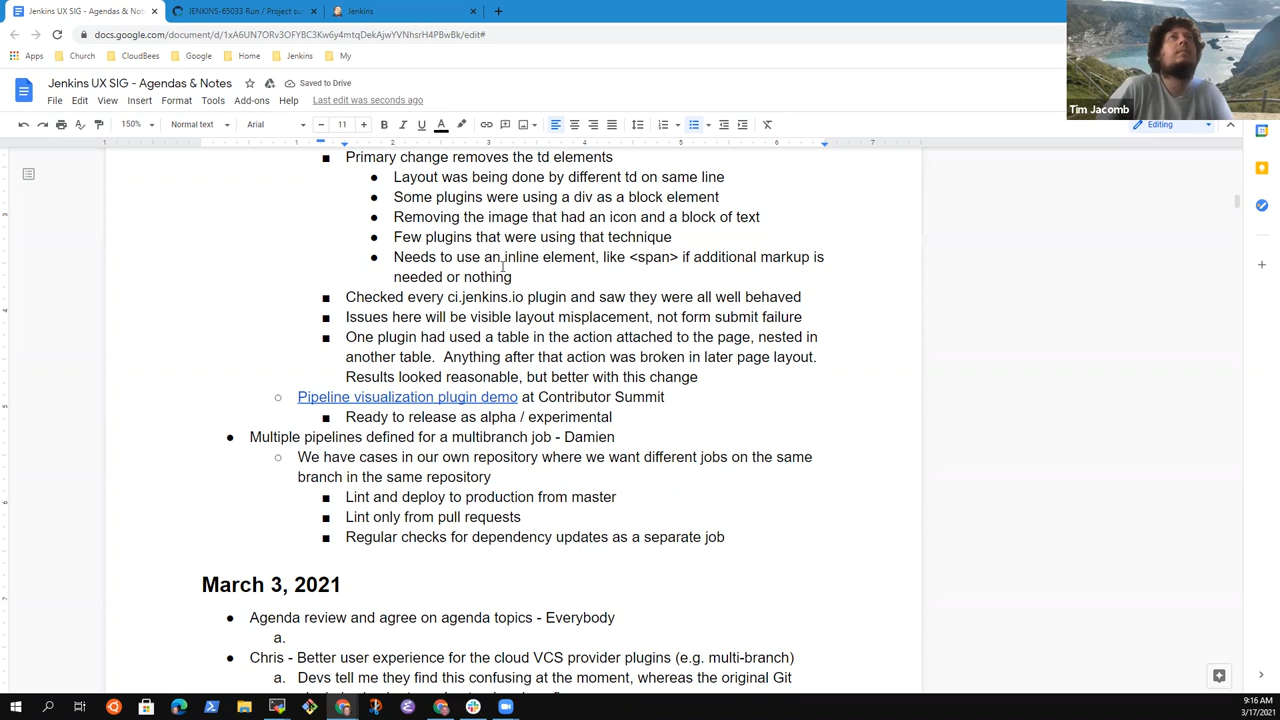 Jenkins UX SIG - Agendas & No
JENKINS-65033 Run / Project su
Jenkins
docs.google.com/document/d/1xA6UN7ORv3OFYBC3Kw6y4mtqDekAjwYVNhsrH4PBwBk/edit#
Apps
Church
CloudBees
Google
Home
Jenkins
My
Jenkins UX SIG - Agendas & Notes
Saved to Drive
File Edit View Insert Format Tools Add-ons Help Last edit was seconds ago
Tim Jacomb
150% Normal text Arial 11 Editing
1 1 2 3 4 5 6 7
■ Primary change removes the td elements
● Layout was being done by different td on same line
● Some plugins were using a div as a block element
● Removing the image that had an icon and a block of text
● Few plugins that were using that technique
● Needs to use an inline element, like <span> if additional markup is
needed or nothing
■ Checked every ci.jenkins.io plugin and saw they were all well behaved
■ Issues here will be visible layout misplacement, not form submit failure
■ One plugin had used a table in the action attached to the page, nested in
another table.  Anything after that action was broken in later page layout.
Results looked reasonable, but better with this change
○ Pipeline visualization plugin demo at Contributor Summit
■ Ready to release as alpha / experimental
● Multiple pipelines defined for a multibranch job - Damien
○ We have cases in our own repository where we want different jobs on the same
branch in the same repository
■ Lint and deploy to production from master
■ Lint only from pull requests
■ Regular checks for dependency updates as a separate job
March 3, 2021
● Agenda review and agree on agenda topics - Everybody
a.
● Chris - Better user experience for the cloud VCS provider plugins (e.g. multi-branch)
a. Devs tell me they find this confusing at the moment, whereas the original Git
9:16 AM
3/17/2021